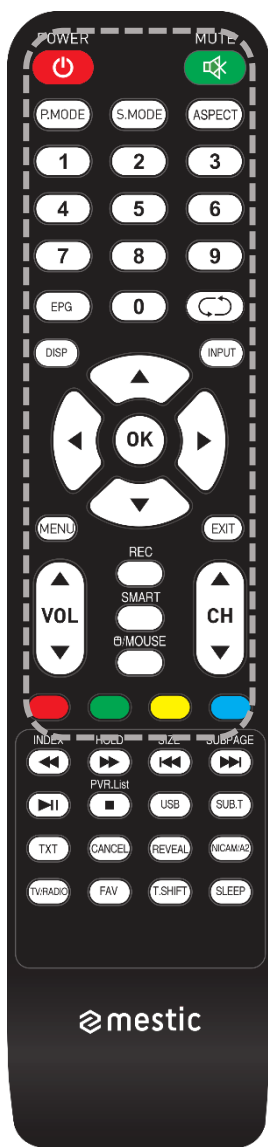 POWER MUTE
P.MODE S.MODE ASPECT
1 2 3
4 5 6
7 8 9
EPG 0
DISP INPUT
OK
MENU EXIT
REC
SMART
VOL CH
/MOUSE
INDEX HOLD SIZE SUBPAGE
PVR.List
USB SUB.T
TXT CANCEL REVEAL NICAM/A2
TV/RADIO FAV T.SHIFT SLEEP
mestic